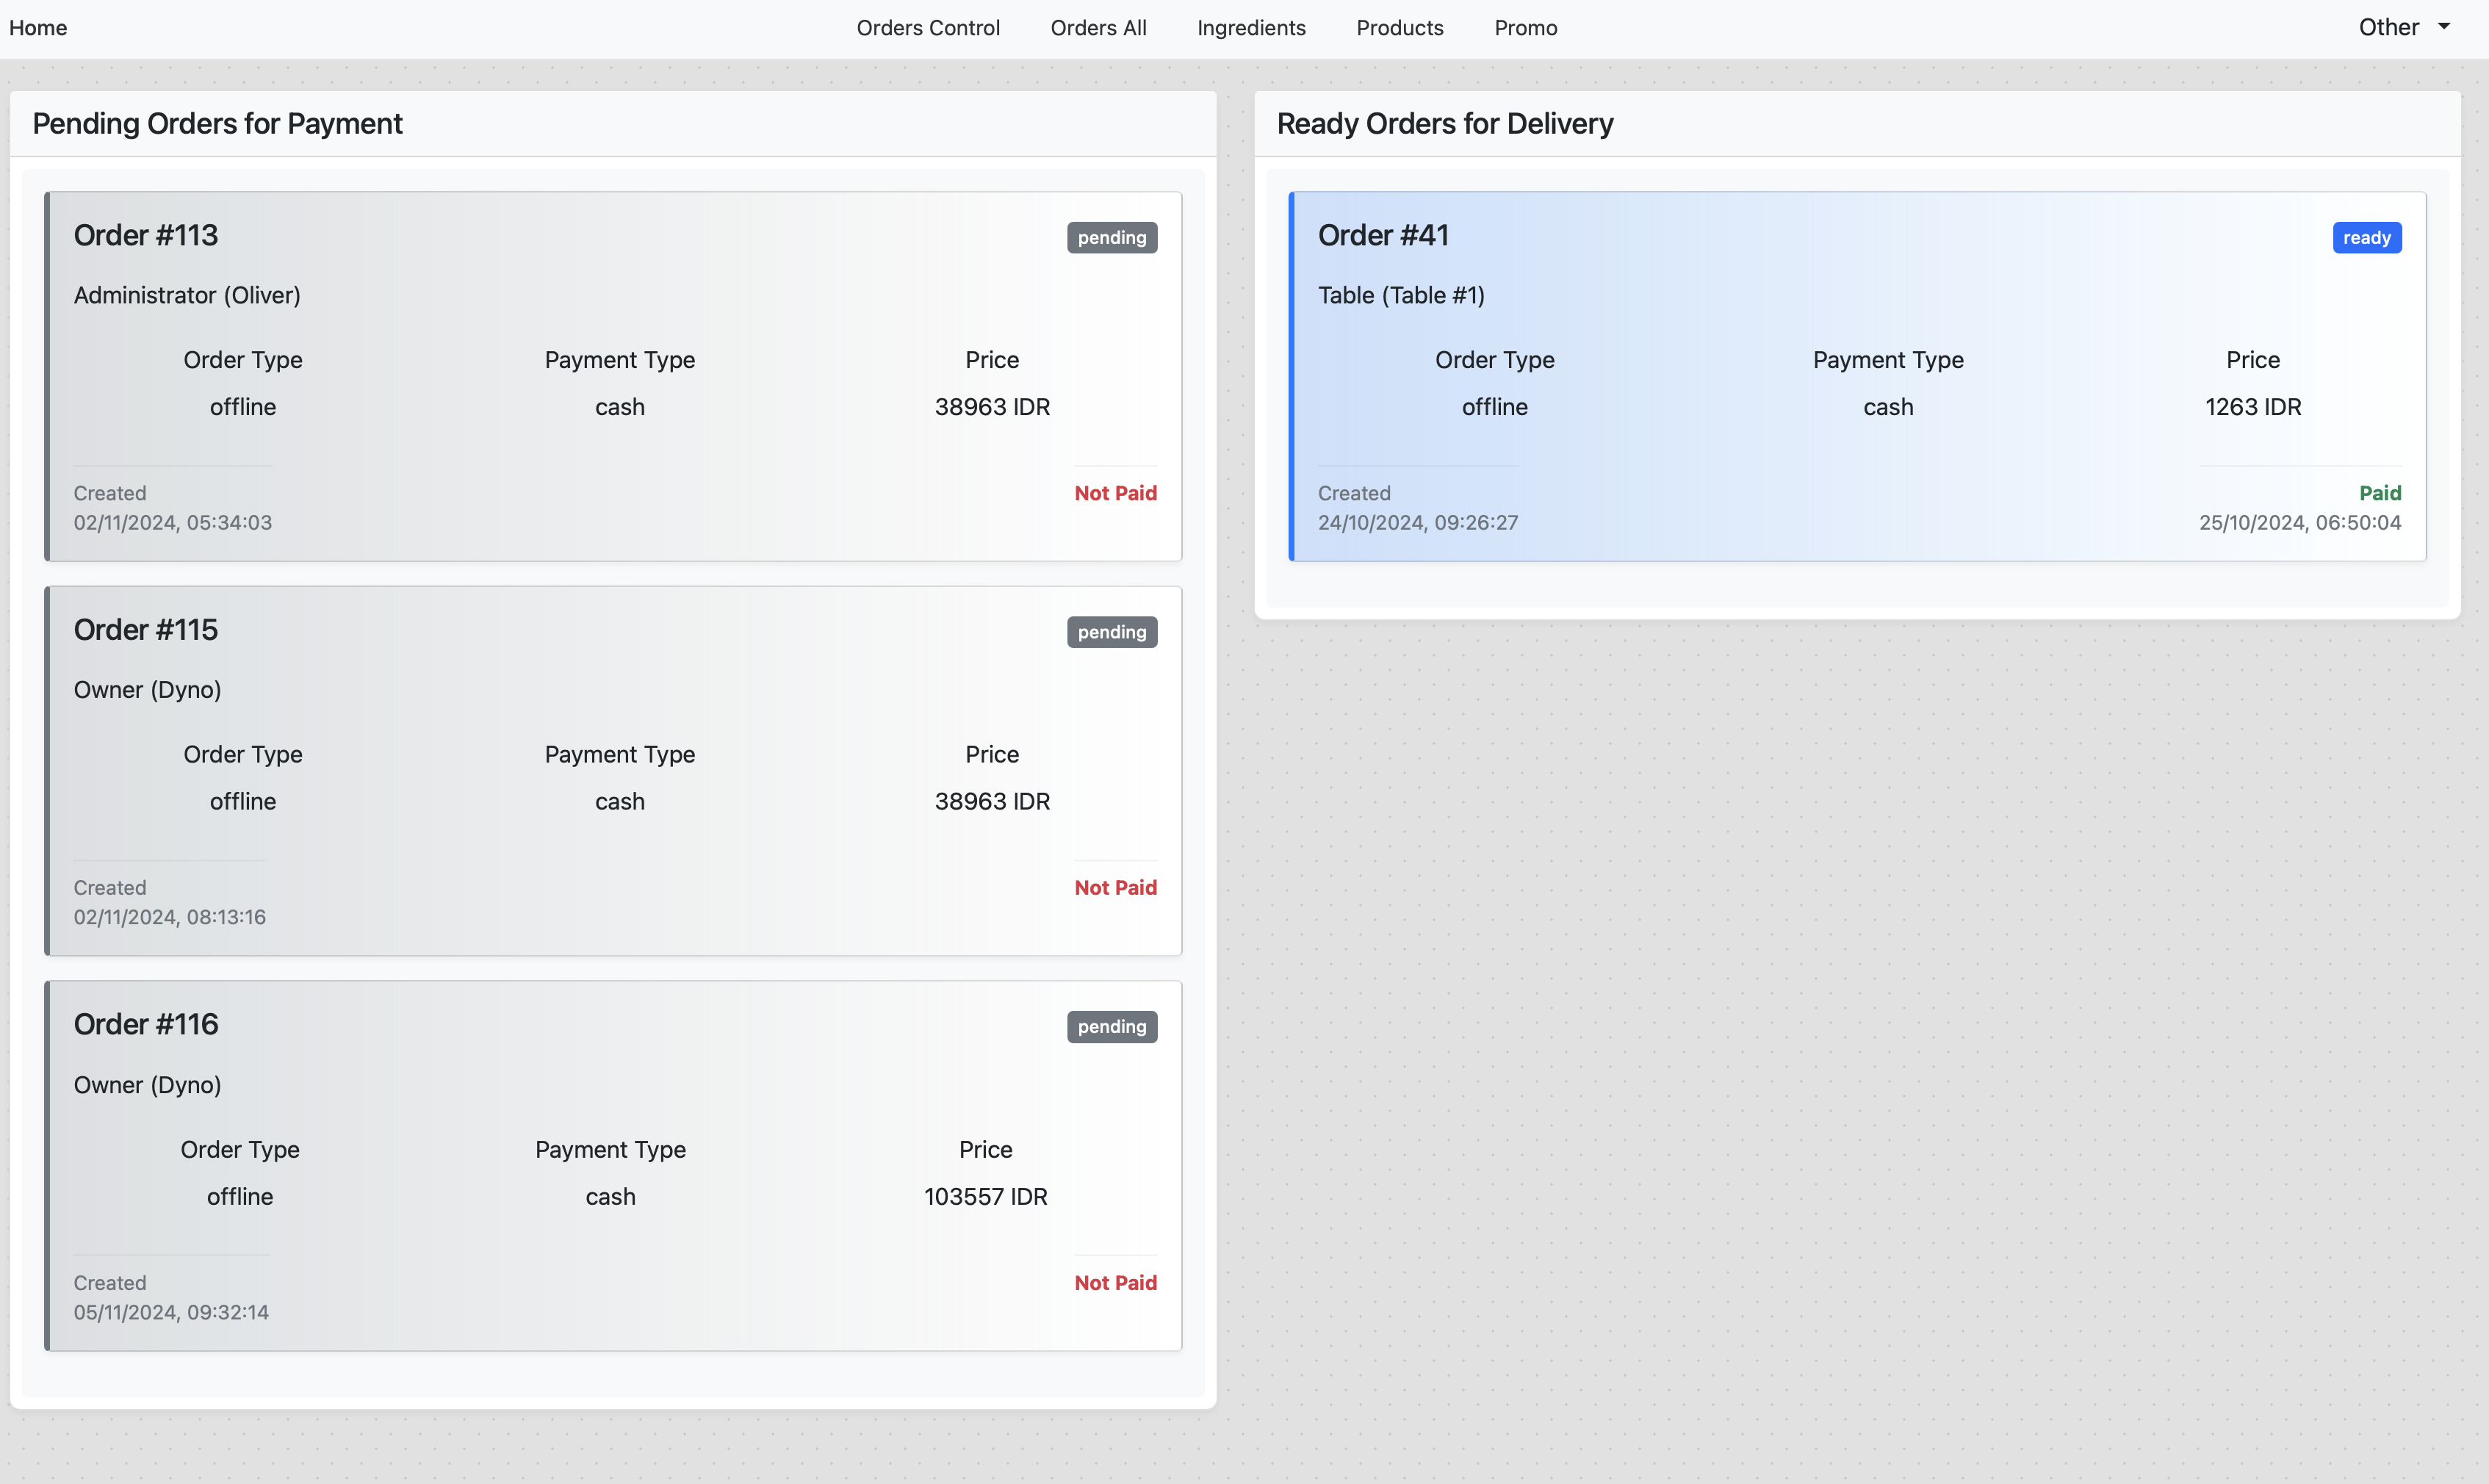 Home
Orders Control
Orders All
Ingredients
Products
Promo
Other
Pending Orders for Payment
Order #113
pending
Administrator (Oliver)
Order Type Payment Type Price
offline cash 38963 IDR
Created
Not Paid
02/11/2024, 05:34:03
Order #115
pending
Owner (Dyno)
Order Type Payment Type Price
offline cash 38963 IDR
Created
Not Paid
02/11/2024, 08:13:16
Order #116
pending
Owner (Dyno)
Order Type Payment Type Price
offline cash 103557 IDR
Created
Not Paid
05/11/2024, 09:32:14
Ready Orders for Delivery
Order #41
ready
Table (Table #1)
Order Type Payment Type Price
offline cash 1263 IDR
Created
24/10/2024, 09:26:27
Paid
25/10/2024, 06:50:04